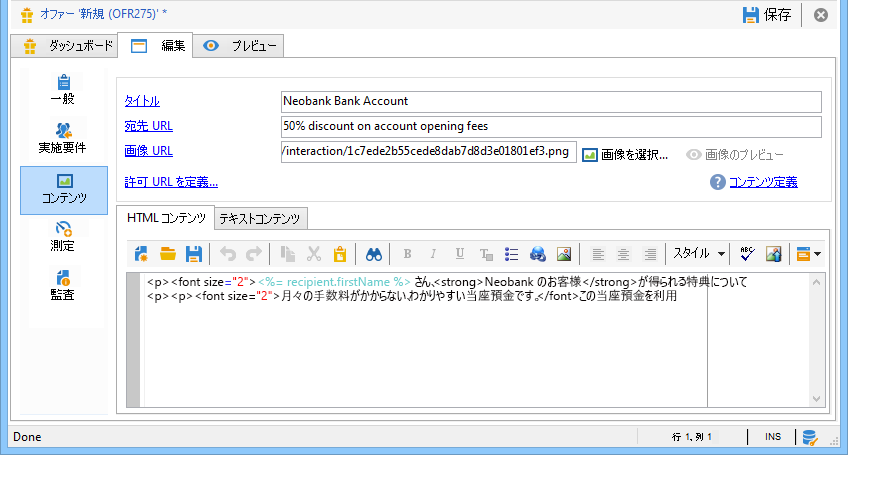 オファー '新規 (OFR275)' *
保存
ダッシュボード
編集
プレビュー
一般
実施要件
コンテンツ
測定
監査
タイトル
Neobank Bank Account
宛先 URL
50% discount on account opening fees
画像 URL
/interaction/1c7ede2b55cede8dab7d8d3e01801ef3.png
画像を選択...
画像のプレビュー
許可 URL を定義...
コンテンツ定義
HTML コンテンツ
テキストコンテンツ
B I U T スタイル ABC
<p><font size="2"><%= recipient.firstName %> さん、<strong>Neobank のお客様</strong>が得られる特典について
<p><p><font size="2">月々の手数料がかからない、わかりやすい当座預金です。</font>この当座預金を利用
Done
行 1、列 1
INS